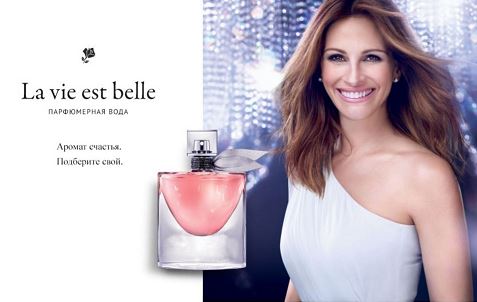 La vie est belle
ПАРФЮМЕРНАЯ ВОДА
Аромат счастья.
Подберите свой.